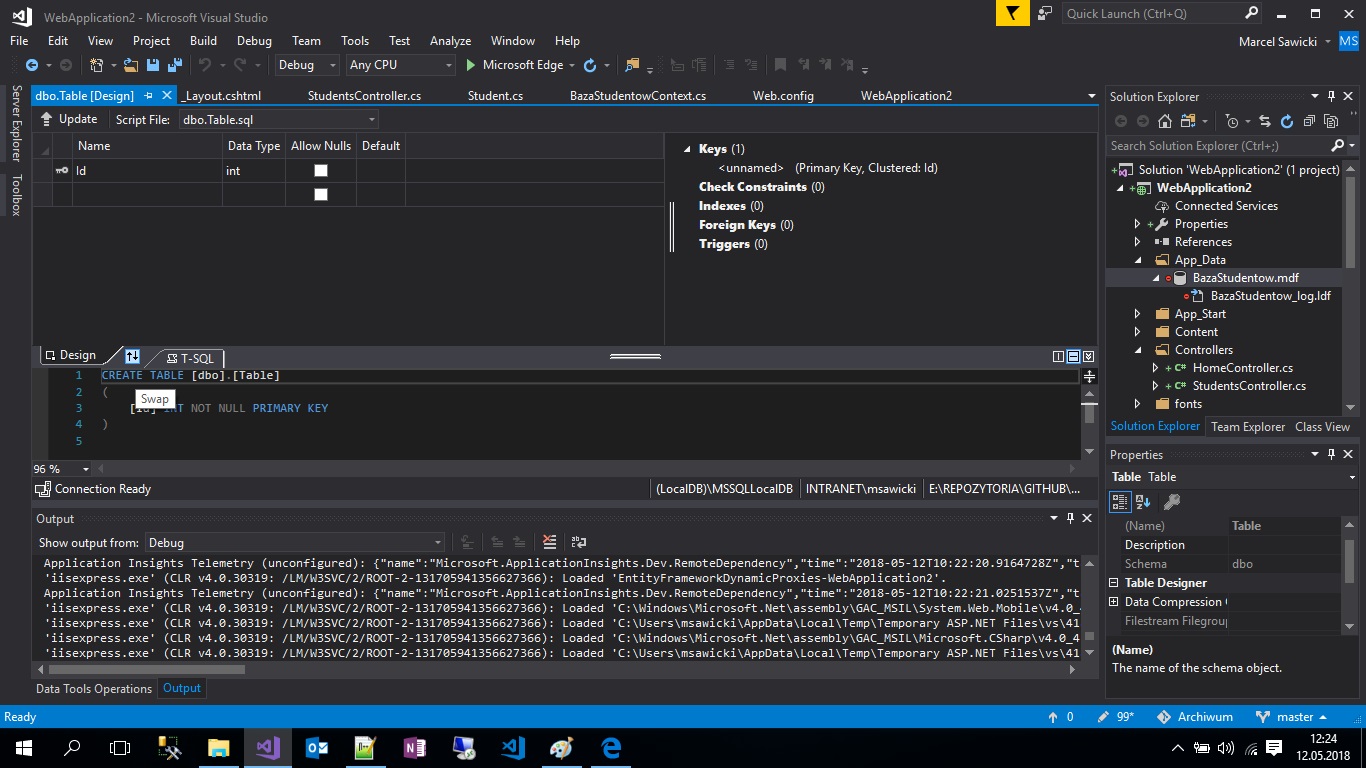 WebApplication2 - Microsoft Visual Studio
Quick Launch (Ctrl+Q)
File Edit View Project Build Debug Team Tools Test Analyze Window Help
Marcel Sawicki MS
Debug Any CPU Microsoft Edge
Server Explorer
Toolbox
dbo.Table [Design] _Layout.cshtml StudentsController.cs Student.cs BazaStudentowContext.cs Web.config WebApplication2
Update Script File: dbo.Table.sql
Name Data Type Allow Nulls Default
Id int
Keys (1)
<unnamed> (Primary Key, Clustered: Id)
Check Constraints (0)
Indexes (0)
Foreign Keys (0)
Triggers (0)
Design T-SQL
1 CREATE TABLE [dbo].[Table]
2 (
Swap
3 INT NOT NULL PRIMARY KEY
4 )
5
96 %
Connection Ready
(LocalDB)\MSSQLLocalDB INTRANET\msawicki E:\REPOZYTORIA\GITHUB\...
Output
Show output from: Debug
Application Insights Telemetry (unconfigured): {"name":"Microsoft.ApplicationInsights.Dev.RemoteDependency","time":"2018-05-12T10:22:20.9164728Z","t
'iisexpress.exe' (CLR v4.0.30319: /LM/W3SVC/2/ROOT-2-131705941356627366): Loaded 'EntityFrameworkDynamicProxies-WebApplication2'.
Application Insights Telemetry (unconfigured): {"name":"Microsoft.ApplicationInsights.Dev.RemoteDependency","time":"2018-05-12T10:22:21.0251537Z","t
'iisexpress.exe' (CLR v4.0.30319: /LM/W3SVC/2/ROOT-2-131705941356627366): Loaded 'C:\Windows\Microsoft.Net\assembly\GAC_MSIL\System.Web.Mobile\v4.0_4
'iisexpress.exe' (CLR v4.0.30319: /LM/W3SVC/2/ROOT-2-131705941356627366): Loaded 'C:\Users\msawicki\AppData\Local\Temp\Temporary ASP.NET Files\vs\41
'iisexpress.exe' (CLR v4.0.30319: /LM/W3SVC/2/ROOT-2-131705941356627366): Loaded 'C:\Windows\Microsoft.Net\assembly\GAC_MSIL\Microsoft.CSharp\v4.0_4
'iisexpress.exe' (CLR v4.0.30319: /LM/W3SVC/2/ROOT-2-131705941356627366): Loaded 'C:\Users\msawicki\AppData\Local\Temp\Temporary ASP.NET Files\vs\41
Data Tools Operations Output
Solution Explorer
Search Solution Explorer (Ctrl+;)
Solution 'WebApplication2' (1 project)
WebApplication2
Connected Services
Properties
References
App_Data
BazaStudentow.mdf
BazaStudentow_log.ldf
App_Start
Content
Controllers
C# HomeController.cs
C# StudentsController.cs
fonts
Solution Explorer Team Explorer Class View
Properties
Table Table
(Name) Table
Description
Schema dbo
Table Designer
Data Compression
Filestream Filegroup
(Name)
The name of the schema object.
Ready
0 99* Archiwum master
12:24
12.05.2018